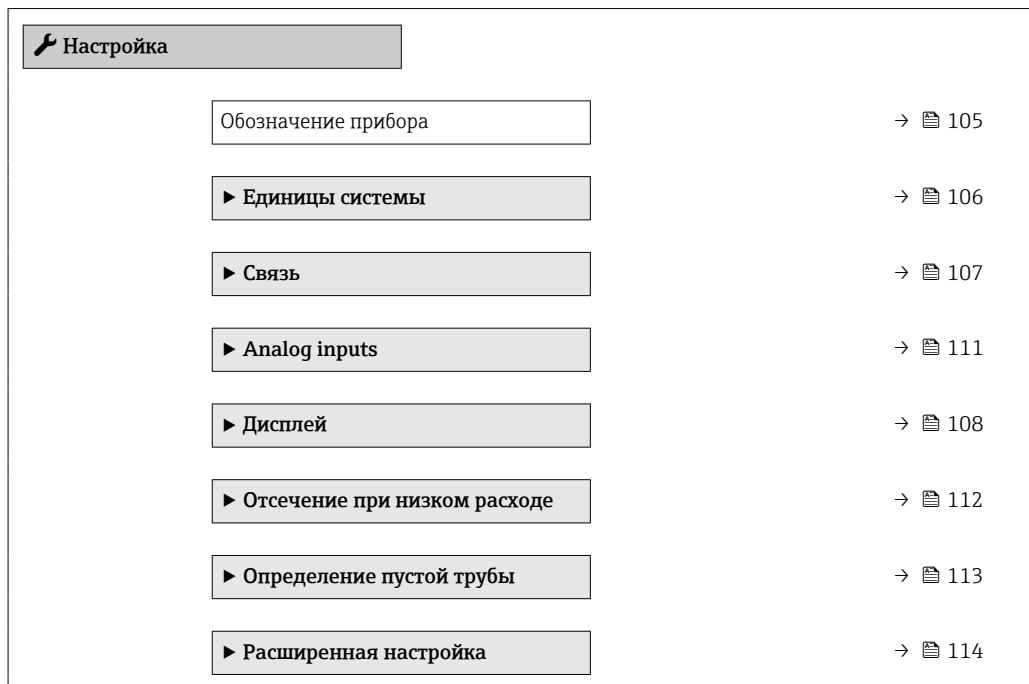 Настройка
Обозначение прибора → 105
▶ Единицы системы → 106
▶ Связь → 107
▶ Analog inputs → 111
▶ Дисплей → 108
▶ Отсечение при низком расходе → 112
▶ Определение пустой трубы → 113
▶ Расширенная настройка → 114